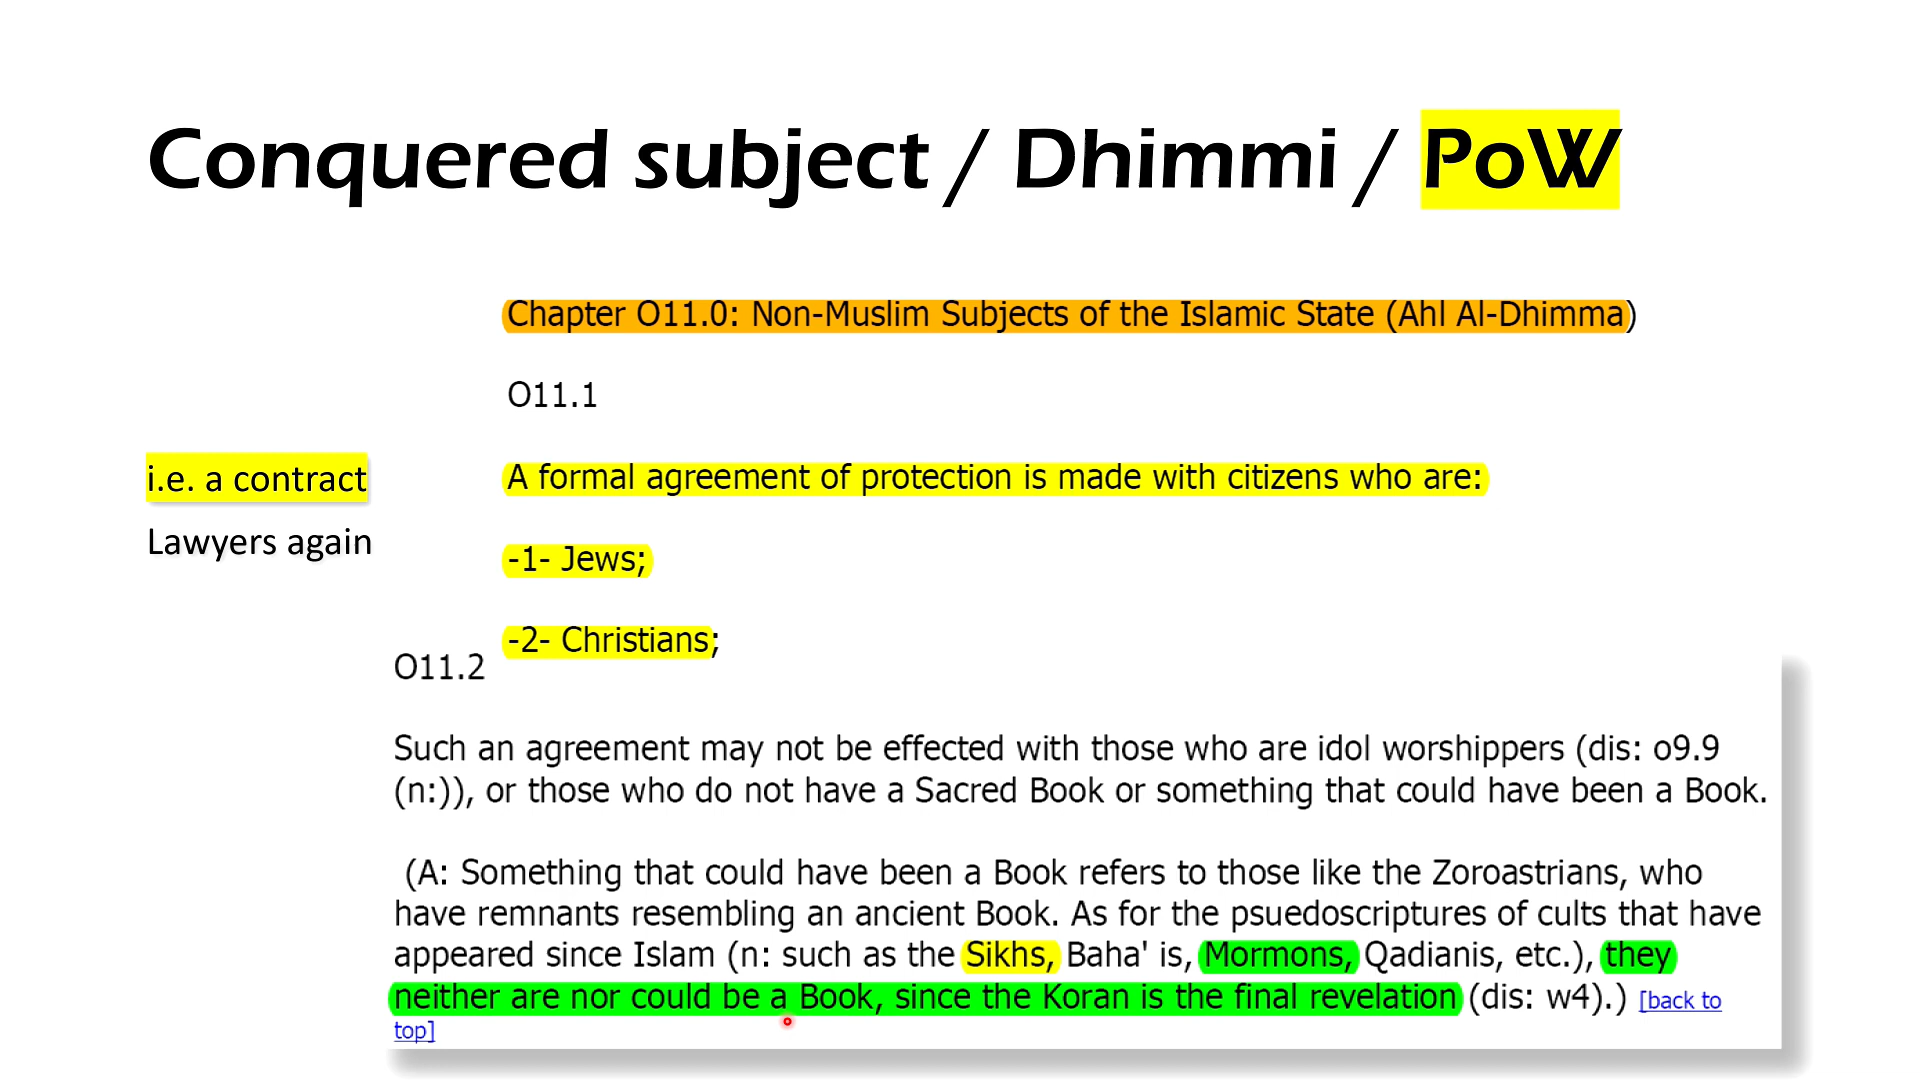 Conquered subject / Dhimmi / PoW
Chapter O11.0: Non-Muslim Subjects of the Islamic State (Ahl Al-Dhimma)
O11.1
i.e. a contract
Lawyers again
A formal agreement of protection is made with citizens who are:
-1- Jews;
-2- Christians;
O11.2
Such an agreement may not be effected with those who are idol worshippers (dis: o9.9
(n:)), or those who do not have a Sacred Book or something that could have been a Book.
(A: Something that could have been a Book refers to those like the Zoroastrians, who
have remnants resembling an ancient Book. As for the psuedoscriptures of cults that have
appeared since Islam (n: such as the Sikhs, Baha' is, Mormons, Qadianis, etc.), they
neither are nor could be a Book, since the Koran is the final revelation (dis: w4).) [back to
top]